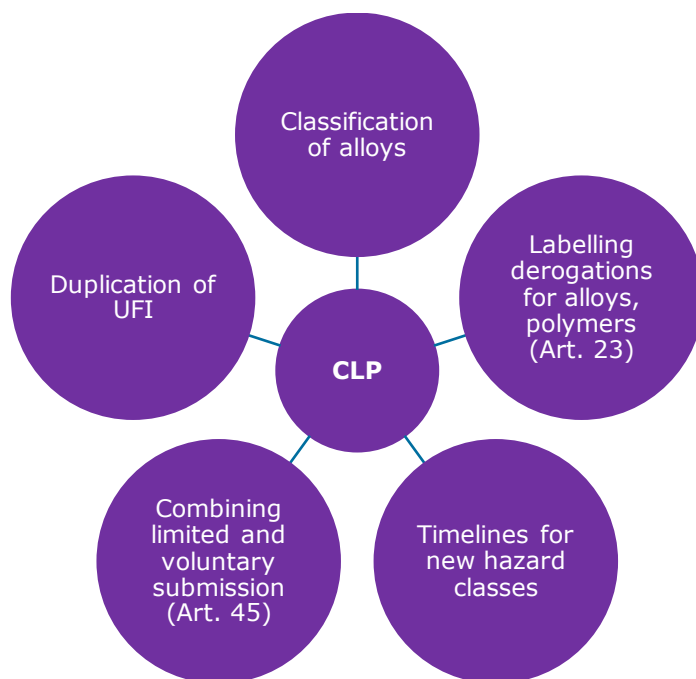 Classification
of alloys
Labelling
derogations
for alloys,
polymers
(Art. 23)
Duplication of
UFI
CLP
Combining
limited and
voluntary
submission
(Art. 45)
Timelines for
new hazard
classes